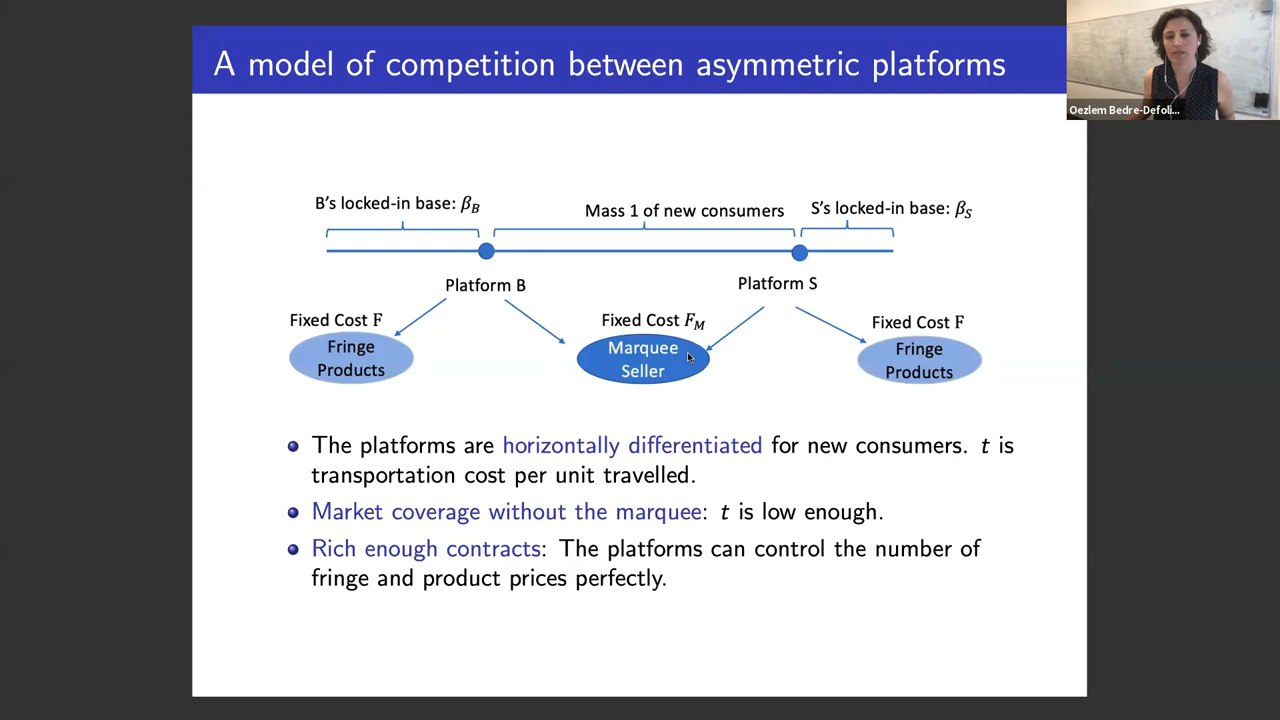 A model of competition between asymmetric platforms
Oezlem Bedre-Defoli...
B's locked-in base: β_B
Mass 1 of new consumers
S's locked-in base: β_S
Platform B
Platform S
Fixed Cost F
Fixed Cost F_M
Fixed Cost F
Fringe
Products
Marquee
Seller
Fringe
Products
The platforms are horizontally differentiated for new consumers. t is
transportation cost per unit travelled.
Market coverage without the marquee: t is low enough.
Rich enough contracts: The platforms can control the number of
fringe and product prices perfectly.